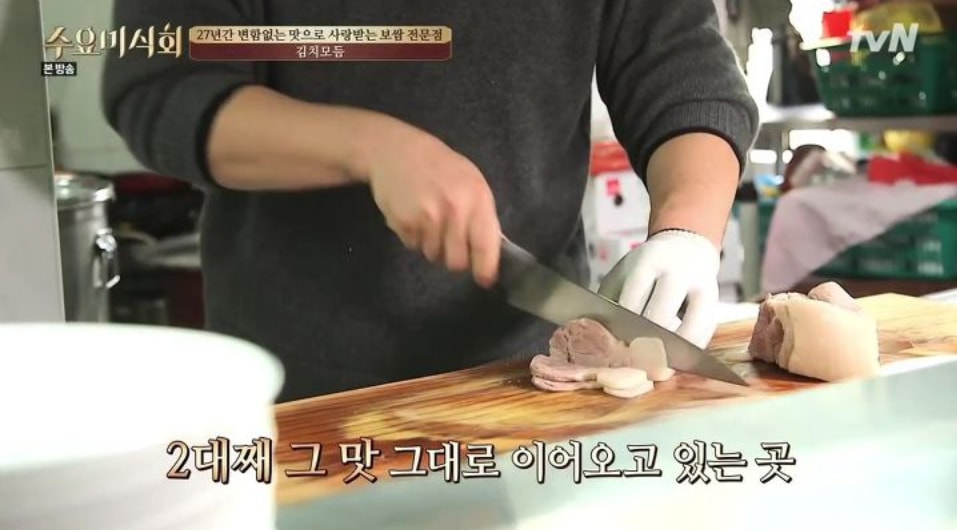 수요미식회
본 방송
27년간 변함없는 맛으로 사랑받는 보쌈 전문점
김치모둠
tvN
2대째 그 맛 그대로 이어오고 있는 곳